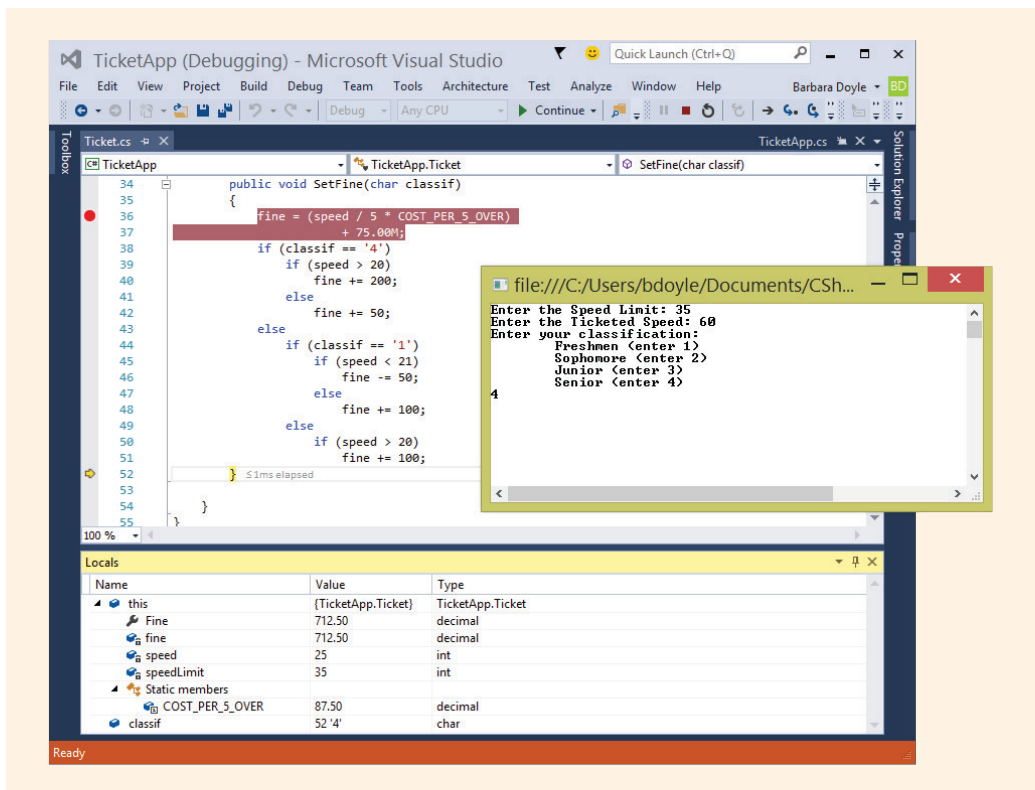 TicketApp (Debugging) - Microsoft Visual Studio
Quick Launch (Ctrl+Q)
File Edit View Project Build Debug Team Tools Architecture Test Analyze Window Help Barbara Doyle BD
Debug Any CPU Continue
Toolbox
Ticket.cs TicketApp.cs
Solution Explorer
TicketApp TicketApp.Ticket SetFine(char classif)
34 public void SetFine(char classif)
35 {
36 fine = (speed / 5 * COST_PER_5_OVER)
37 + 75.00M;
38 if (classif == '4')
39 if (speed > 20)
40 fine += 200;
41 else
42 fine += 50;
43 else
44 if (classif == '1')
45 if (speed < 21)
46 fine -= 50;
47 else
48 fine += 100;
49 else
50 if (speed > 20)
51 fine += 100;
52 } ≤1ms elapsed
53
54 }
55 }
100 %
file:///C:/Users/bdoyle/Documents/CSh...
Enter the Speed Limit: 35
Enter the Ticketed Speed: 60
Enter your classification:
Freshmen (enter 1)
Sophomore (enter 2)
Junior (enter 3)
Senior (enter 4)
4
Locals
Name Value Type
this {TicketApp.Ticket} TicketApp.Ticket
Fine 712.50 decimal
fine 712.50 decimal
speed 25 int
speedLimit 35 int
Static members
COST_PER_5_OVER 87.50 decimal
classif 52 '4' char
Ready